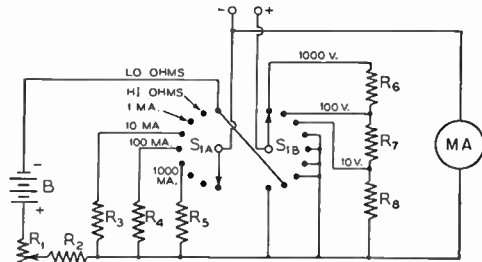 - +
1000 V.
LO OHMS
HI OHMS
1 MA.
10 MA
100 MA.
1000 MA.
S1A
S1B
100 V.
10 V.
R6
R7
R8
MA
- B +
R1
R2
R3
R4
R5